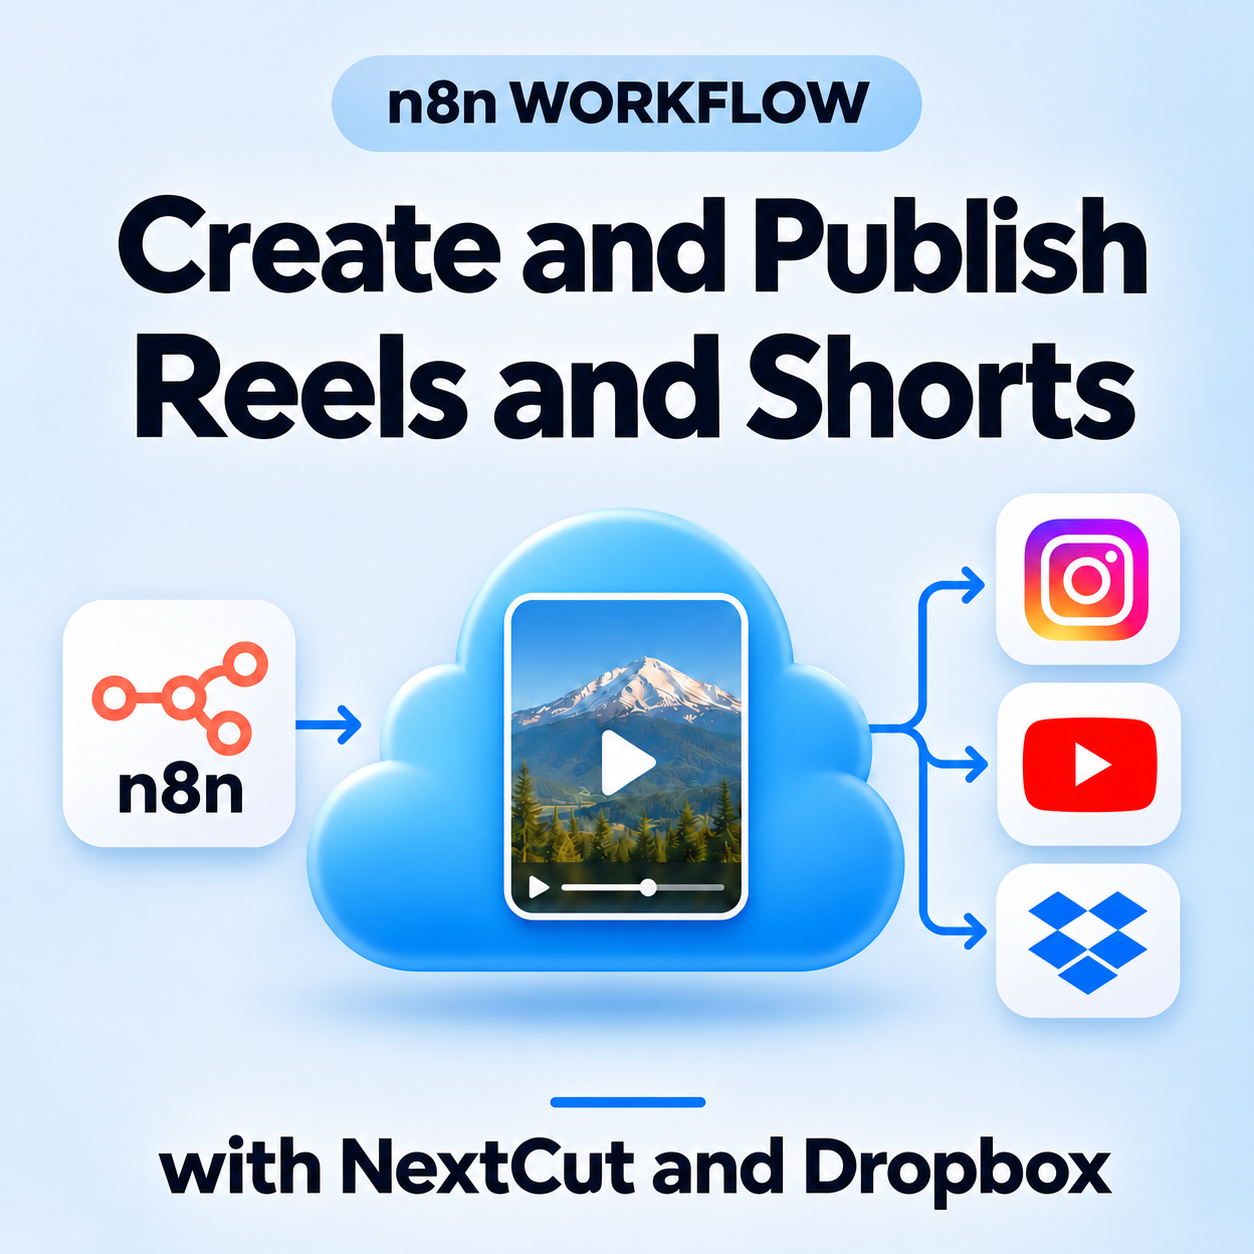 n8n WORKFLOW
Create and Publish
Reels and Shorts
n8n
with NextCut and Dropbox